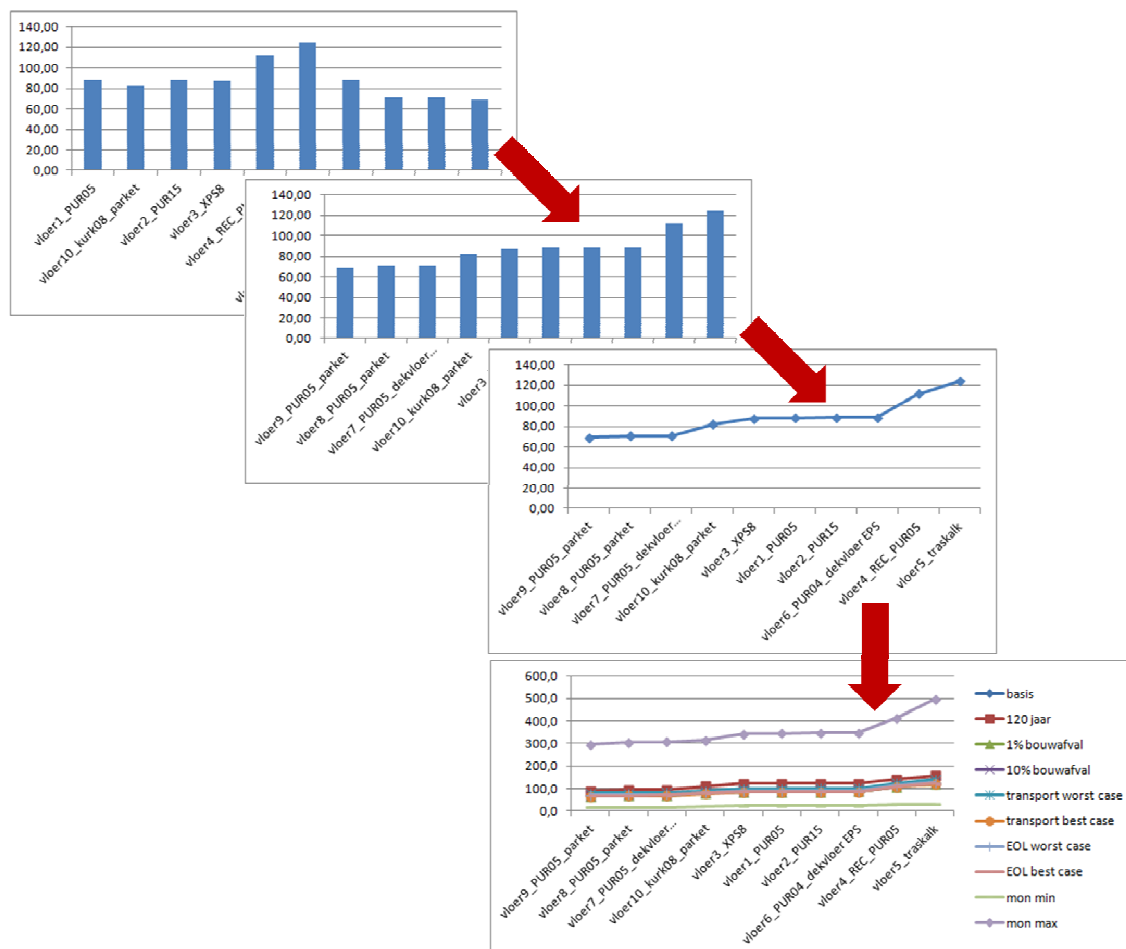 140,00
120,00
100,00
80,00
60,00
40,00
20,00
0,00
vloer1_PUR05
vloer10_kurk08_parket
vloer2_PUR15
vloer3_XPS8
140,00
120,00
100,00
80,00
60,00
40,00
20,00
0,00
vloer9_PUR05_parket
vloer8_PUR05_parket
vloer7_PUR05_dekvloer...
vloer10_kurk08_parket
140,00
120,00
100,00
80,00
60,00
40,00
20,00
0,00
vloer9_PUR05_parket
vloer8_PUR05_parket
vloer7_PUR05_dekvloer...
vloer10_kurk08_parket
vloer3_XPS8
vloer1_PUR05
vloer2_PUR15
vloer6_PUR04_dekvloer EPS
vloer4_REC_PUR05
vloer5_traskalk
600,0
500,0
400,0
300,0
200,0
100,0
0,0
vloer9_PUR05_parket
vloer8_PUR05_parket
vloer7_PUR05_dekvloer...
vloer10_kurk08_parket
vloer3_XPS8
vloer1_PUR05
vloer2_PUR15
vloer6_PUR04_dekvloer EPS
vloer4_REC_PUR05
vloer5_traskalk
basis
120 jaar
1% bouwafval
10% bouwafval
transport worst case
transport best case
EOL worst case
EOL best case
mon min
mon max